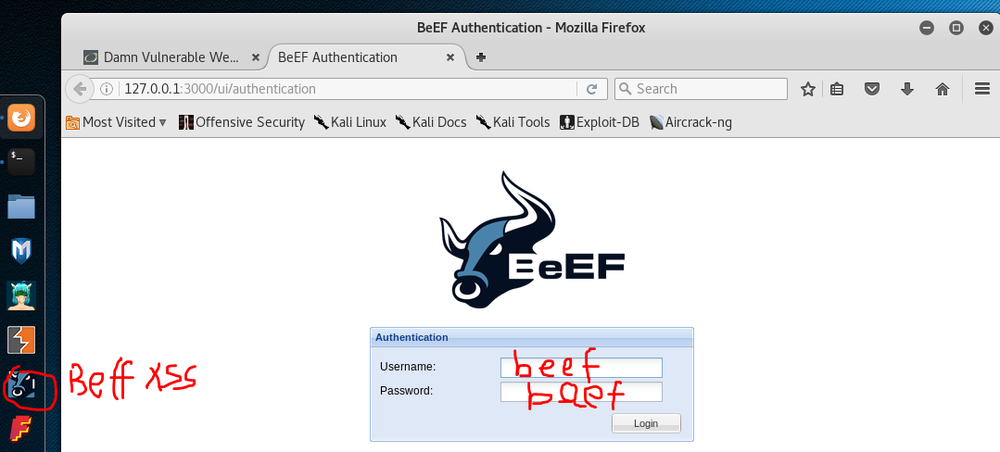 BeEF Authentication - Mozilla Firefox
Damn Vulnerable We...
BeEF Authentication
127.0.0.1:3000/ui/authentication
Search
Most Visited
Offensive Security
Kali Linux
Kali Docs
Kali Tools
Exploit-DB
Aircrack-ng
BeEF
Authentication
Username: beef
Password: beef
Login
Beff XSS